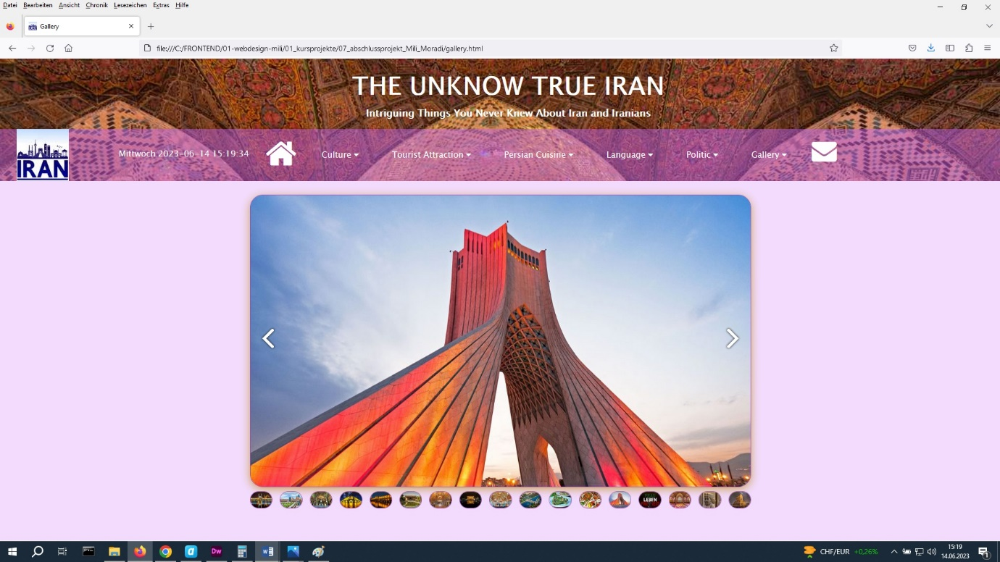 Datei Bearbeiten Ansicht Chronik Lesezeichen Extras Hilfe
Gallery
file:///C:/FRONTEND/01-webdesign-mili/01_kursprojekte/07_abschlussprojekt_Mili_Moradi/gallery.html
THE UNKNOW TRUE IRAN
Intriguing Things You Never Knew About Iran and Iranians
IRAN
Mittwoch 2023-06-14 15:19:34
Culture Tourist Attraction Persian Cuisine Language Politic Gallery
CHF/EUR +0,26%
15:19
14.06.2023